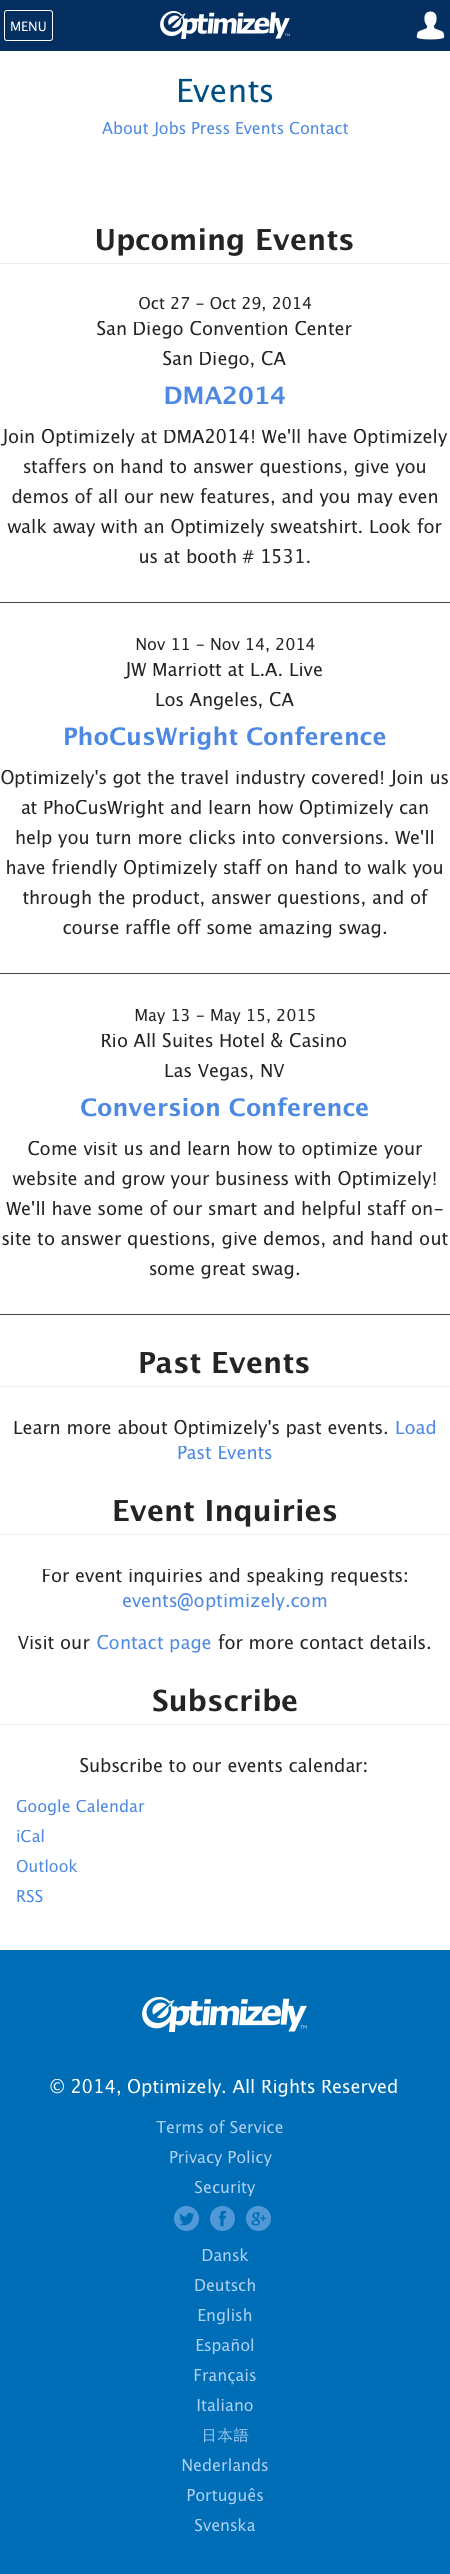 MENU
Optimizely™
Events
About Jobs Press Events Contact
Upcoming Events
Oct 27 - Oct 29, 2014
San Diego Convention Center
San Diego, CA
DMA2014
Join Optimizely at DMA2014! We'll have Optimizely
staffers on hand to answer questions, give you
demos of all our new features, and you may even
walk away with an Optimizely sweatshirt. Look for
us at booth # 1531.
Nov 11 - Nov 14, 2014
JW Marriott at L.A. Live
Los Angeles, CA
PhoCusWright Conference
Optimizely's got the travel industry covered! Join us
at PhoCusWright and learn how Optimizely can
help you turn more clicks into conversions. We'll
have friendly Optimizely staff on hand to walk you
through the product, answer questions, and of
course raffle off some amazing swag.
May 13 - May 15, 2015
Rio All Suites Hotel & Casino
Las Vegas, NV
Conversion Conference
Come visit us and learn how to optimize your
website and grow your business with Optimizely!
We'll have some of our smart and helpful staff on-
site to answer questions, give demos, and hand out
some great swag.
Past Events
Learn more about Optimizely's past events. Load
Past Events
Event Inquiries
For event inquiries and speaking requests:
events@optimizely.com
Visit our Contact page for more contact details.
Subscribe
Subscribe to our events calendar:
Google Calendar
iCal
Outlook
RSS
Optimizely™
© 2014, Optimizely. All Rights Reserved
Terms of Service
Privacy Policy
Security
Dansk
Deutsch
English
Español
Français
Italiano
日本語
Nederlands
Português
Svenska